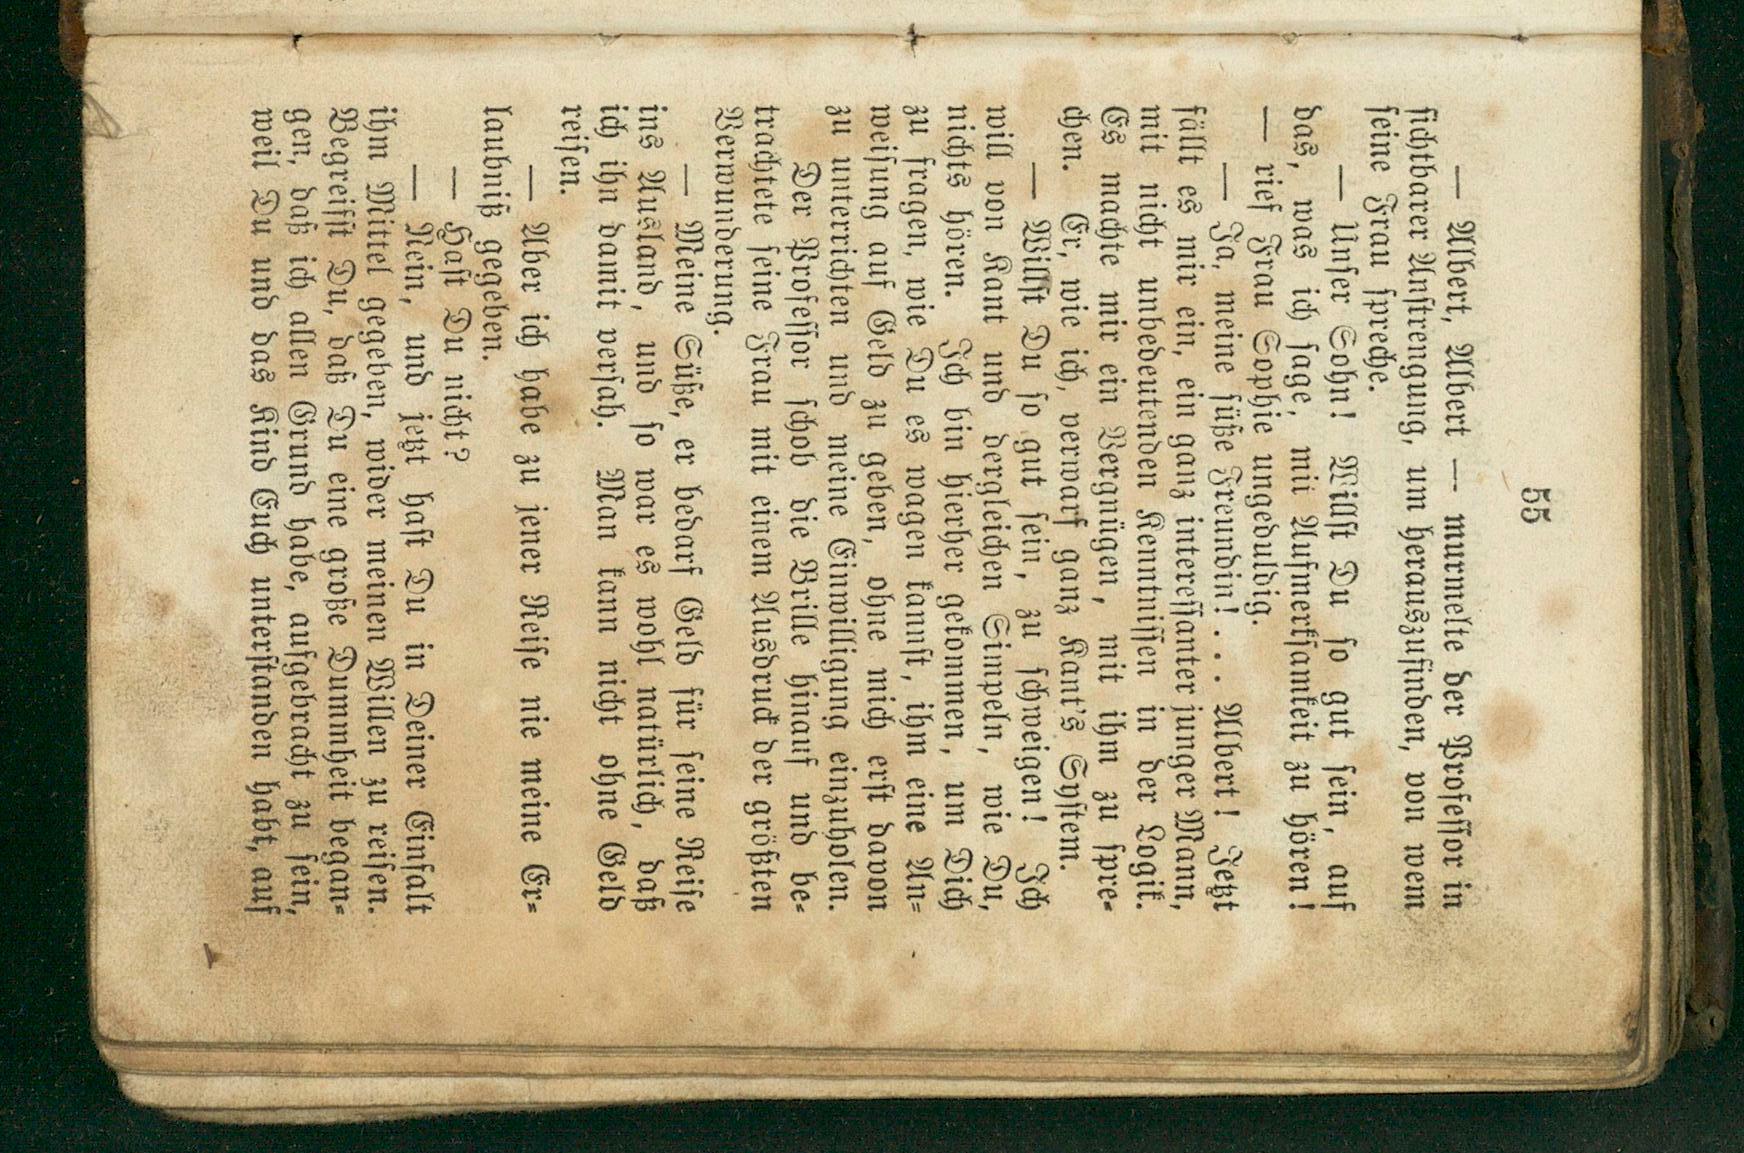 55
— Albert, Albert — murmelte der Profeſſor in
ſichtbarer Anſtrengung, um herauszufinden, von wem
ſeine Frau ſpreche.
— Unſer Sohn! Willſt Du ſo gut ſein, auf
das, was ich ſage, mit Aufmerkſamkeit zu hören!
— rief Frau Sophie ungeduldig.
— Ja, meine ſüße Freundin! . . . Albert! Jetzt
fällt es mir ein, ein ganz intereſſanter junger Mann,
mit nicht unbedeutenden Kenntniſſen in der Logik.
Es machte mir ein Vergnügen, mit ihm zu ſpre-
chen. Er, wie ich, verwarf ganz Kant's Syſtem.
— Willſt Du ſo gut ſein, zu ſchweigen! Ich
will von Kant und dergleichen Simpeln, wie Du,
nichts hören. Ich bin hierher gekommen, um Dich
zu fragen, wie Du es wagen kannſt, ihm eine An-
weiſung auf Geld zu geben, ohne mich erſt davon
zu unterrichten und meine Einwilligung einzuholen.
Der Profeſſor ſchob die Brille hinauf und be-
trachtete ſeine Frau mit einem Ausdruck der größten
Verwunderung.
— Meine Süße, er bedarf Geld für ſeine Reiſe
ins Ausland, und ſo war es wohl natürlich, daß
ich ihn damit verſah. Man kann nicht ohne Geld
reiſen.
— Aber ich habe zu jener Reiſe nie meine Er-
laubniß gegeben.
— Haſt Du nicht?
— Nein, und jetzt haſt Du in Deiner Einfalt
ihm Mittel gegeben, wider meinen Willen zu reiſen.
Begreifſt Du, daß Du eine große Dummheit began-
gen, daß ich allen Grund habe, aufgebracht zu ſein,
weil Du und das Kind Euch unterſtanden habt, auf